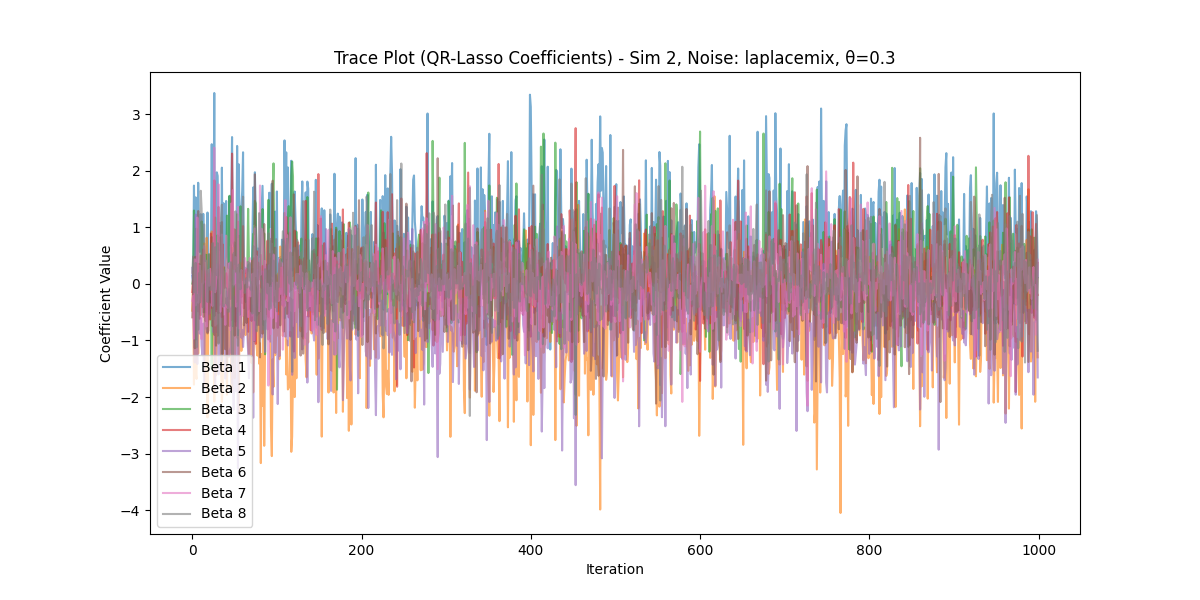 Trace Plot (QR-Lasso Coefficients) - Sim 2, Noise: laplacemix, θ=0.3
Coefficient Value
3
2
1
0
−1
−2
−3
−4
Beta 1
Beta 2
Beta 3
Beta 4
Beta 5
Beta 6
Beta 7
Beta 8
0 200 400 600 800 1000
Iteration